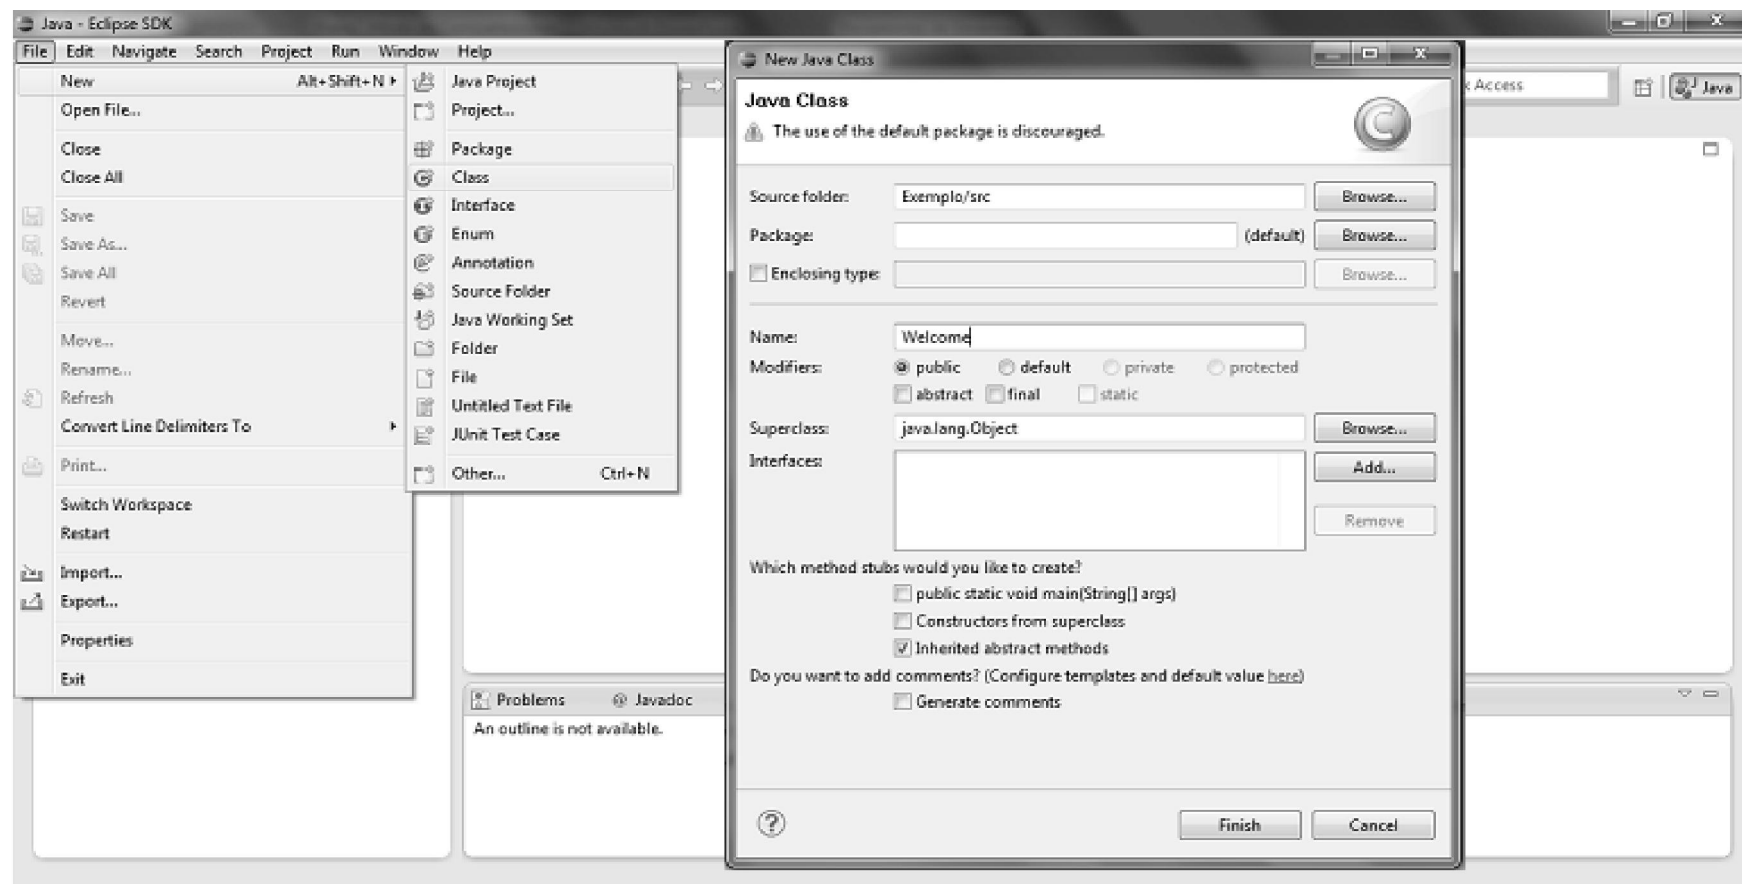 Java - Eclipse SDK
File Edit Navigate Search Project Run Window Help
New Alt+Shift+N
Open File...
Close
Close All
Save
Save As...
Save All
Revert
Move...
Rename...
Refresh
Convert Line Delimiters To
Print...
Switch Workspace
Restart
Import...
Export...
Properties
Exit
Java Project
Project...
Package
Class
Interface
Enum
Annotation
Source Folder
Java Working Set
Folder
File
Untitled Text File
JUnit Test Case
Other... Ctrl+N
Access
Java
Problems @ Javadoc
An outline is not available.
New Java Class
Java Class
The use of the default package is discouraged.
Source folder: Exemplo/src Browse...
Package: (default) Browse...
Enclosing type: Browse...
Name: Welcome
Modifiers: public default private protected
abstract final static
Superclass: java.lang.Object Browse...
Interfaces: Add...
Remove
Which method stubs would you like to create?
public static void main(String[] args)
Constructors from superclass
Inherited abstract methods
Do you want to add comments? (Configure templates and default value here)
Generate comments
? Finish Cancel